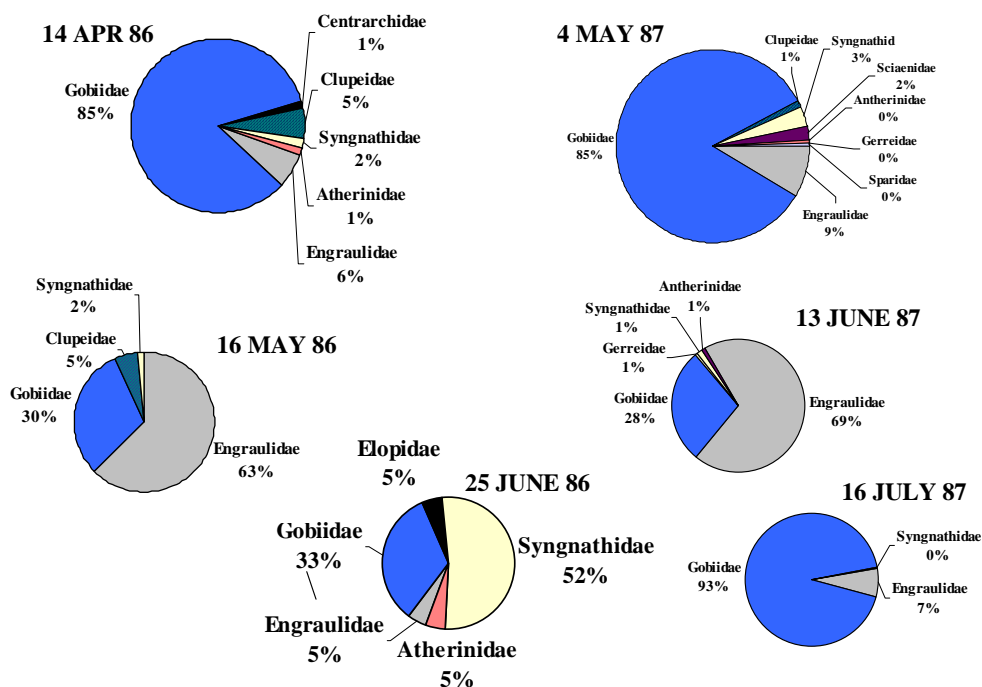 14 APR 86
Centrarchidae
1%
Clupeidae
5%
Gobiidae
85%
Syngnathidae
2%
Atherinidae
1%
Engraulidae
6%
4 MAY 87
Clupeidae
1%
Syngnathid
3%
Sciaenidae
2%
Antherinidae
0%
Gobiidae
85%
Gerreidae
0%
Sparidae
0%
Engraulidae
9%
16 MAY 86
Syngnathidae
2%
Clupeidae
5%
Gobiidae
30%
Engraulidae
63%
13 JUNE 87
Antherinidae
1%
Syngnathidae
1%
Gerreidae
1%
Gobiidae
28%
Engraulidae
69%
25 JUNE 86
Elopidae
5%
Gobiidae
33%
Syngnathidae
52%
Engraulidae
5%
Atherinidae
5%
16 JULY 87
Syngnathidae
0%
Gobiidae
93%
Engraulidae
7%